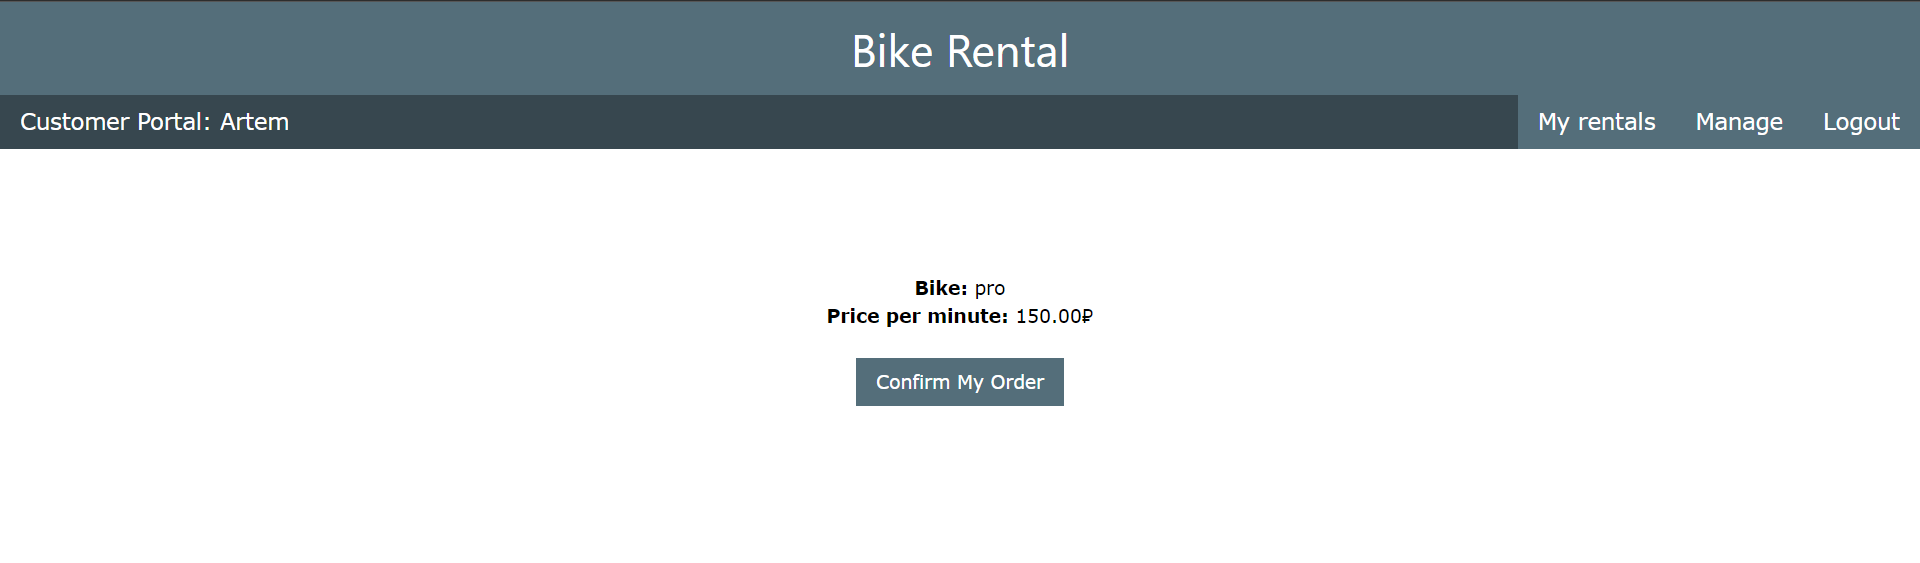 Bike Rental
Customer Portal: Artem
My rentals
Manage
Logout
Bike: pro
Price per minute: 150.00₽
Confirm My Order